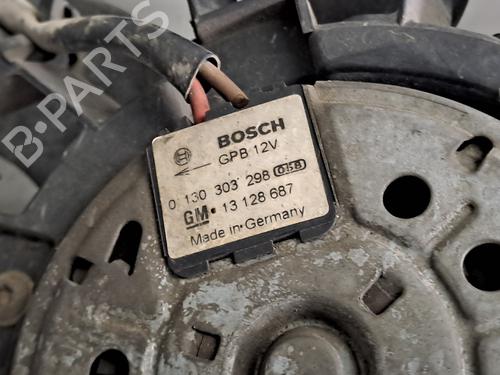 BOSCH
GPB 12V
0 130 303 298 058
GM · 13 128 687
Made in Germany
B-PARTS